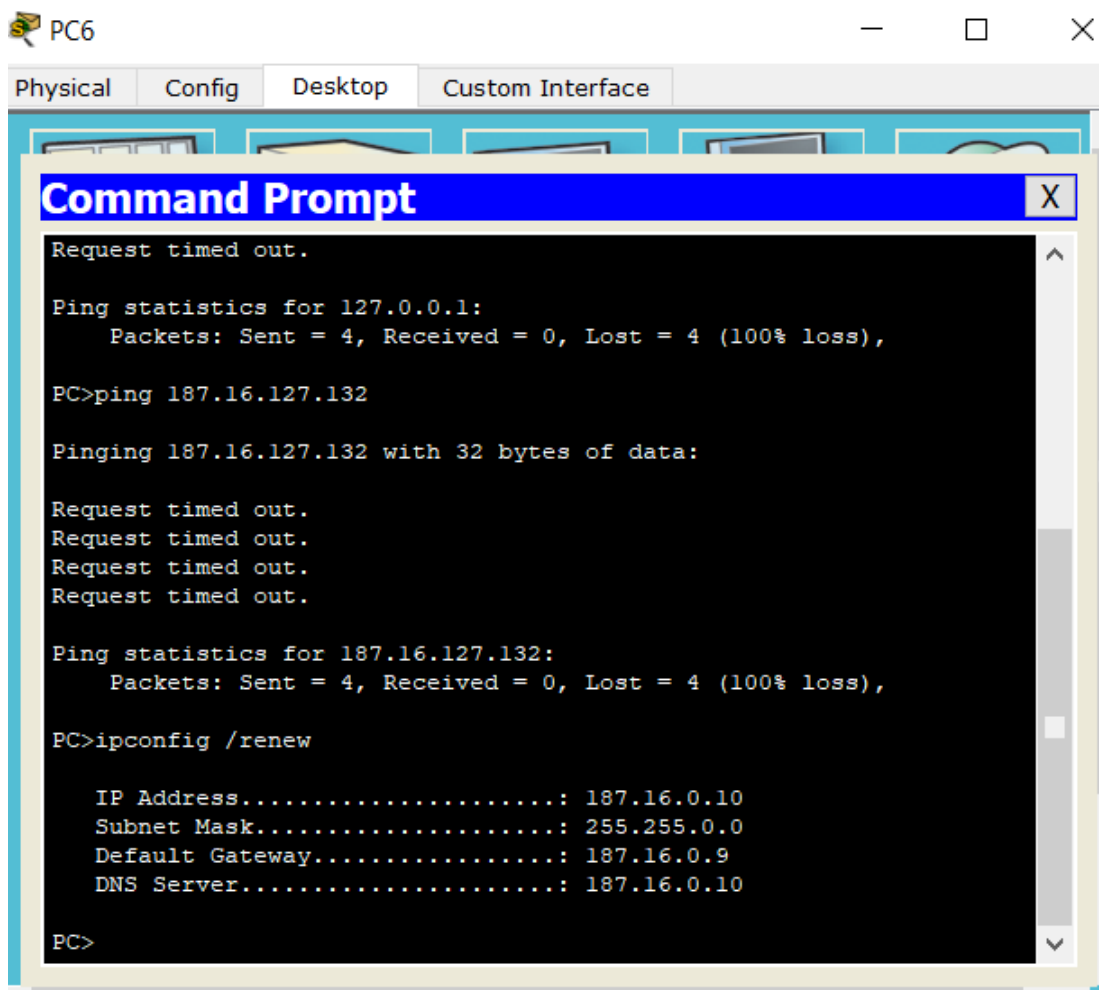 PC6
Physical Config Desktop Custom Interface
Command Prompt X
Request timed out.
Ping statistics for 127.0.0.1:
Packets: Sent = 4, Received = 0, Lost = 4 (100% loss),
PC>ping 187.16.127.132
Pinging 187.16.127.132 with 32 bytes of data:
Request timed out.
Request timed out.
Request timed out.
Request timed out.
Ping statistics for 187.16.127.132:
Packets: Sent = 4, Received = 0, Lost = 4 (100% loss),
PC>ipconfig /renew
IP Address......................: 187.16.0.10
Subnet Mask.....................: 255.255.0.0
Default Gateway.................: 187.16.0.9
DNS Server......................: 187.16.0.10
PC>